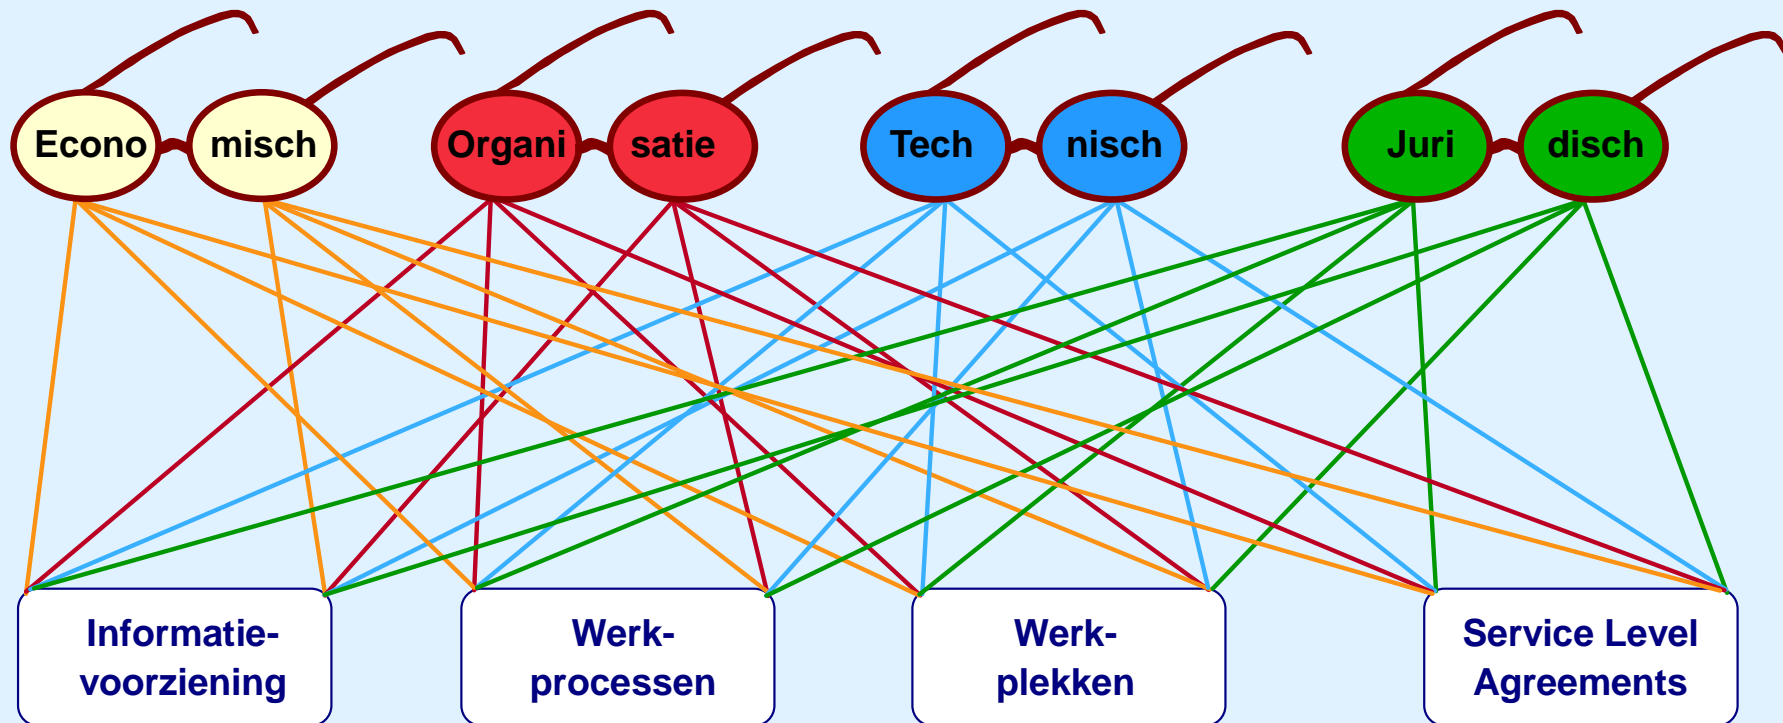 Econo misch Organi satie Tech nisch Juri disch
Informatie-
voorziening
Werk-
processen
Werk-
plekken
Service Level
Agreements